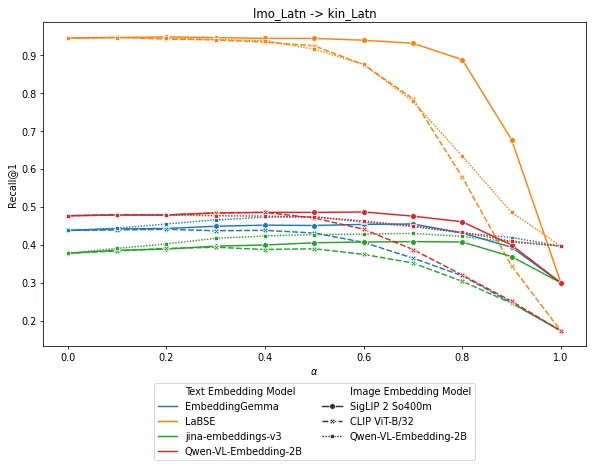 lmo_Latn -> kin_Latn
Recall@1
0.9
0.8
0.7
0.6
0.5
0.4
0.3
0.2
0.0 0.2 0.4 0.6 0.8 1.0
α
Text Embedding Model
EmbeddingGemma
LaBSE
jina-embeddings-v3
Qwen-VL-Embedding-2B
Image Embedding Model
SigLIP 2 So400m
CLIP ViT-B/32
Qwen-VL-Embedding-2B